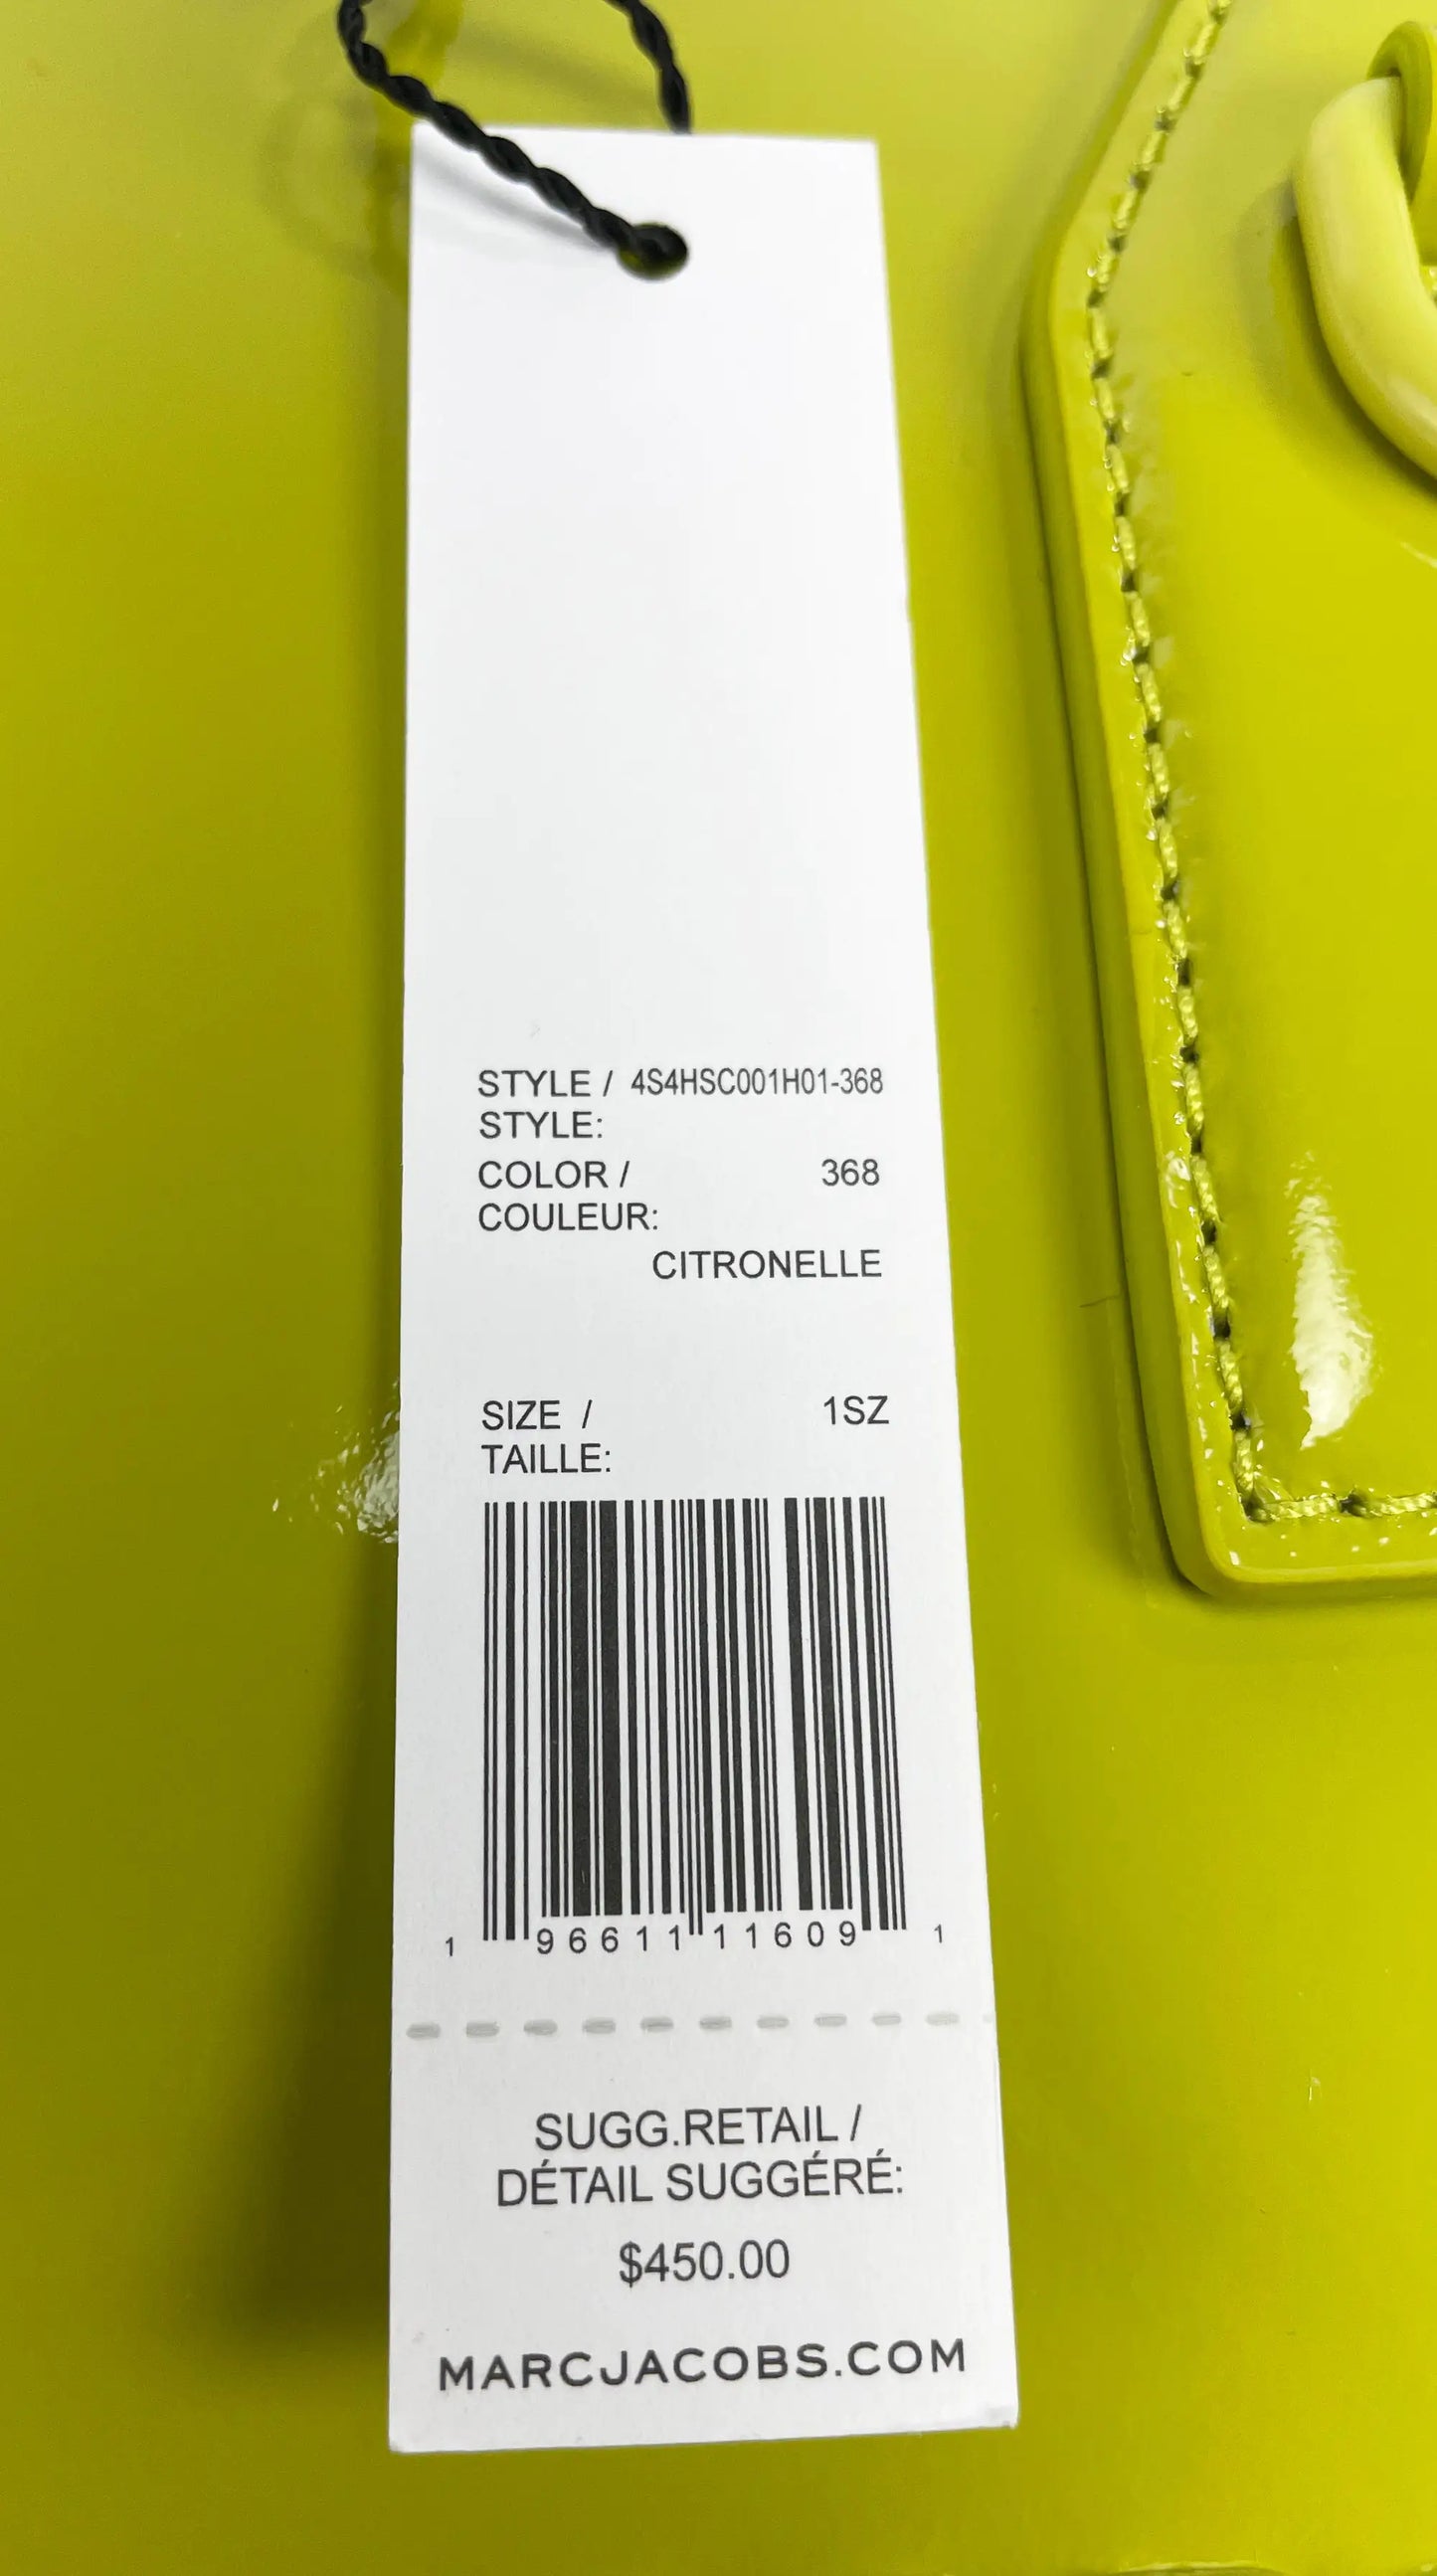 STYLE / 4S4HSC001H01-368
STYLE:
COLOR / 368
COULEUR:
CITRONELLE
SIZE / 1SZ
TAILLE:
1 96611 11609 1
SUGG.RETAIL /
DÉTAIL SUGGÉRÉ:
$450.00
MARCJACOBS.COM